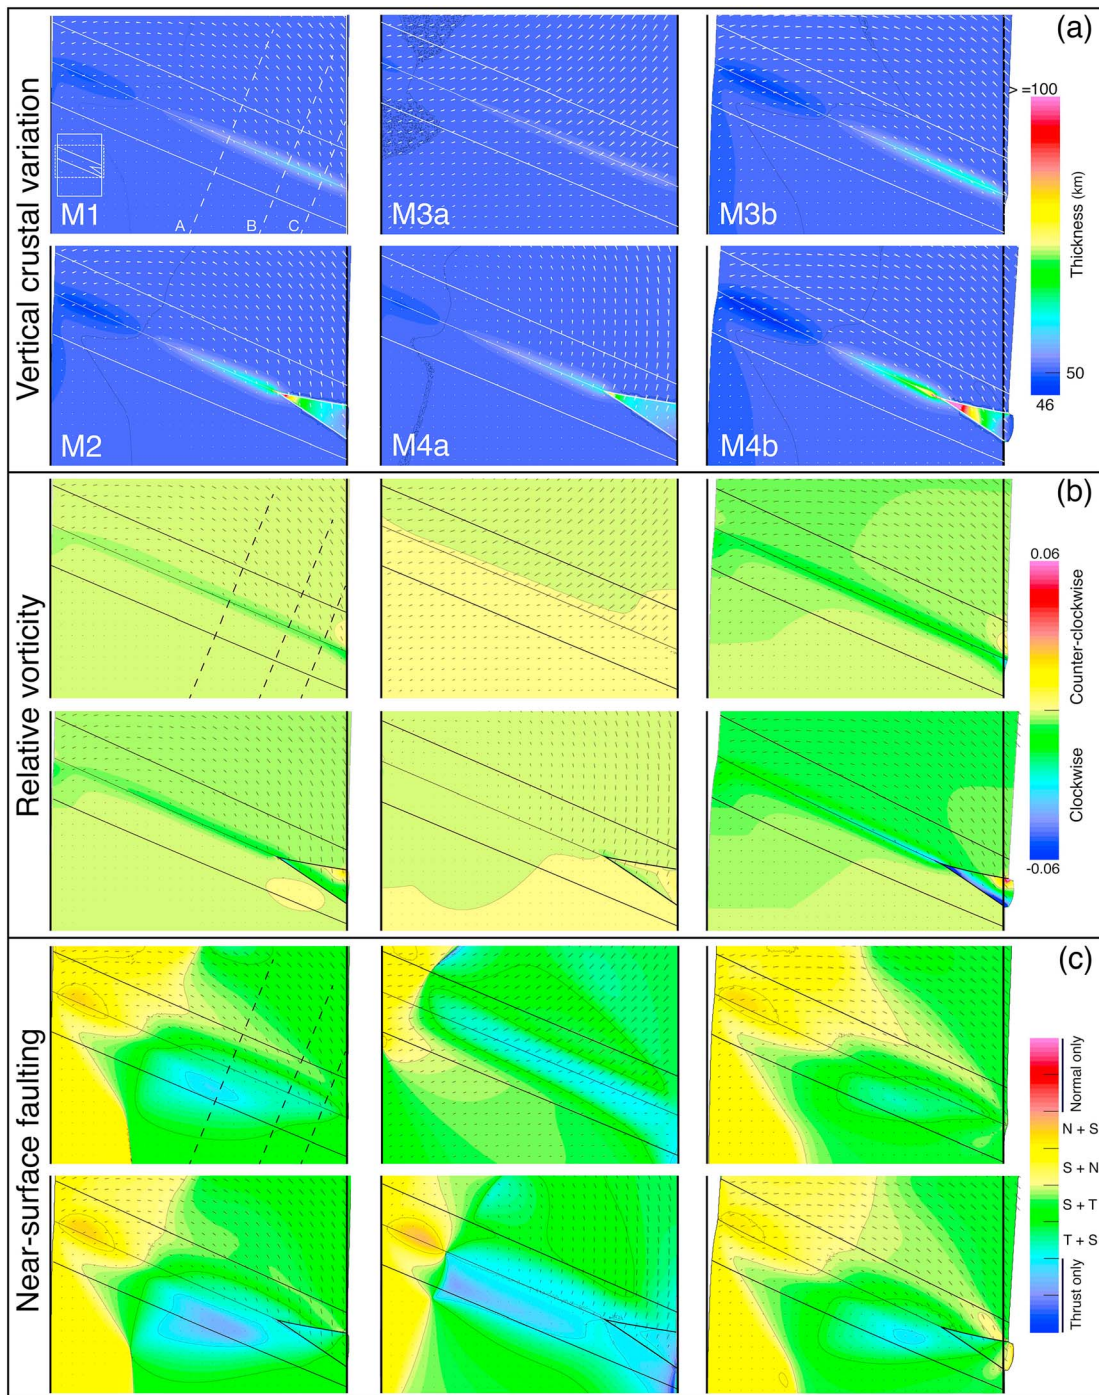 (a)
Vertical crustal variation
M1
A
B
C
M3a
M3b
M2
M4a
M4b
> =100
Thickness (km)
50
46
(b)
Relative vorticity
0.06
Counter-clockwise
Clockwise
-0.06
(c)
Near-surface faulting
Normal only
N + S
S + N
S + T
T + S
Thrust only